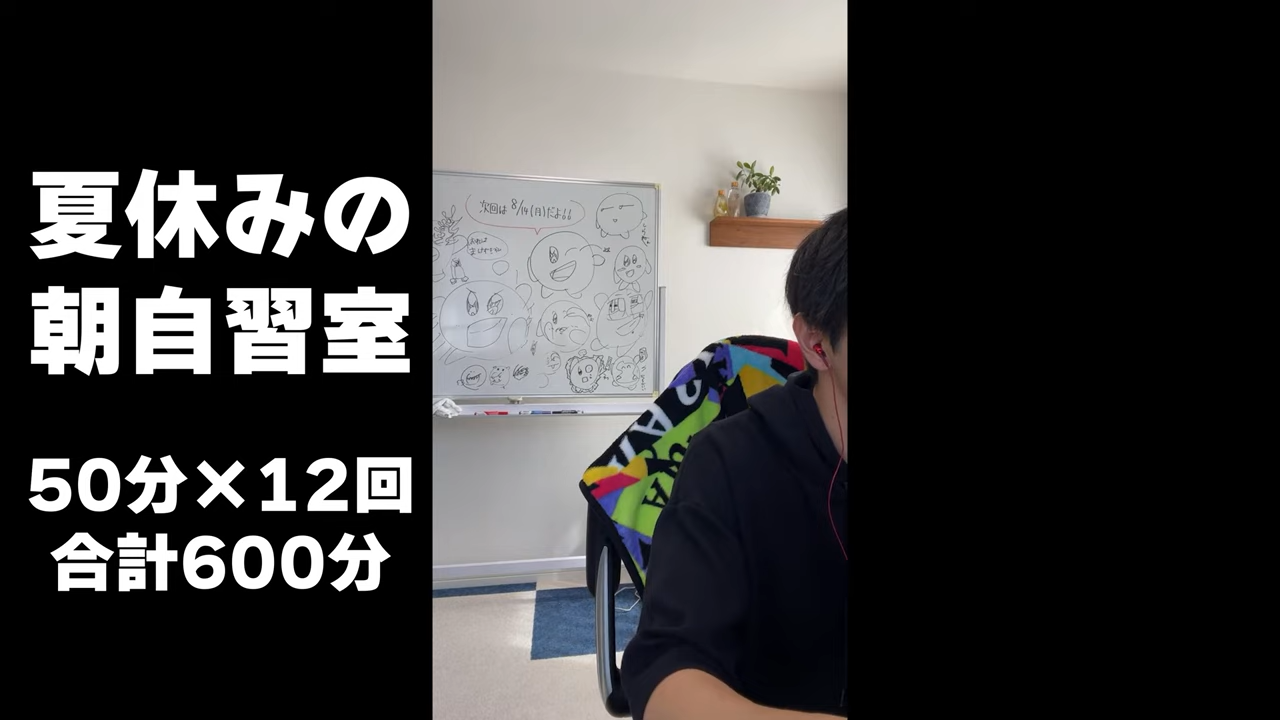 夏休みの
朝自習室
50分×12回
合計600分
次回は 8/14(月)だよ!!